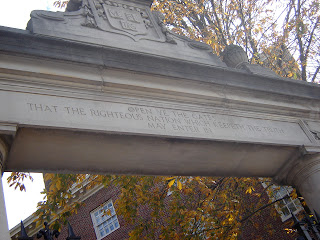 OPEN YE THE GATES
THAT THE RIGHTEOUS NATION WHICH KEEPETH THE TRUTH
MAY ENTER IN